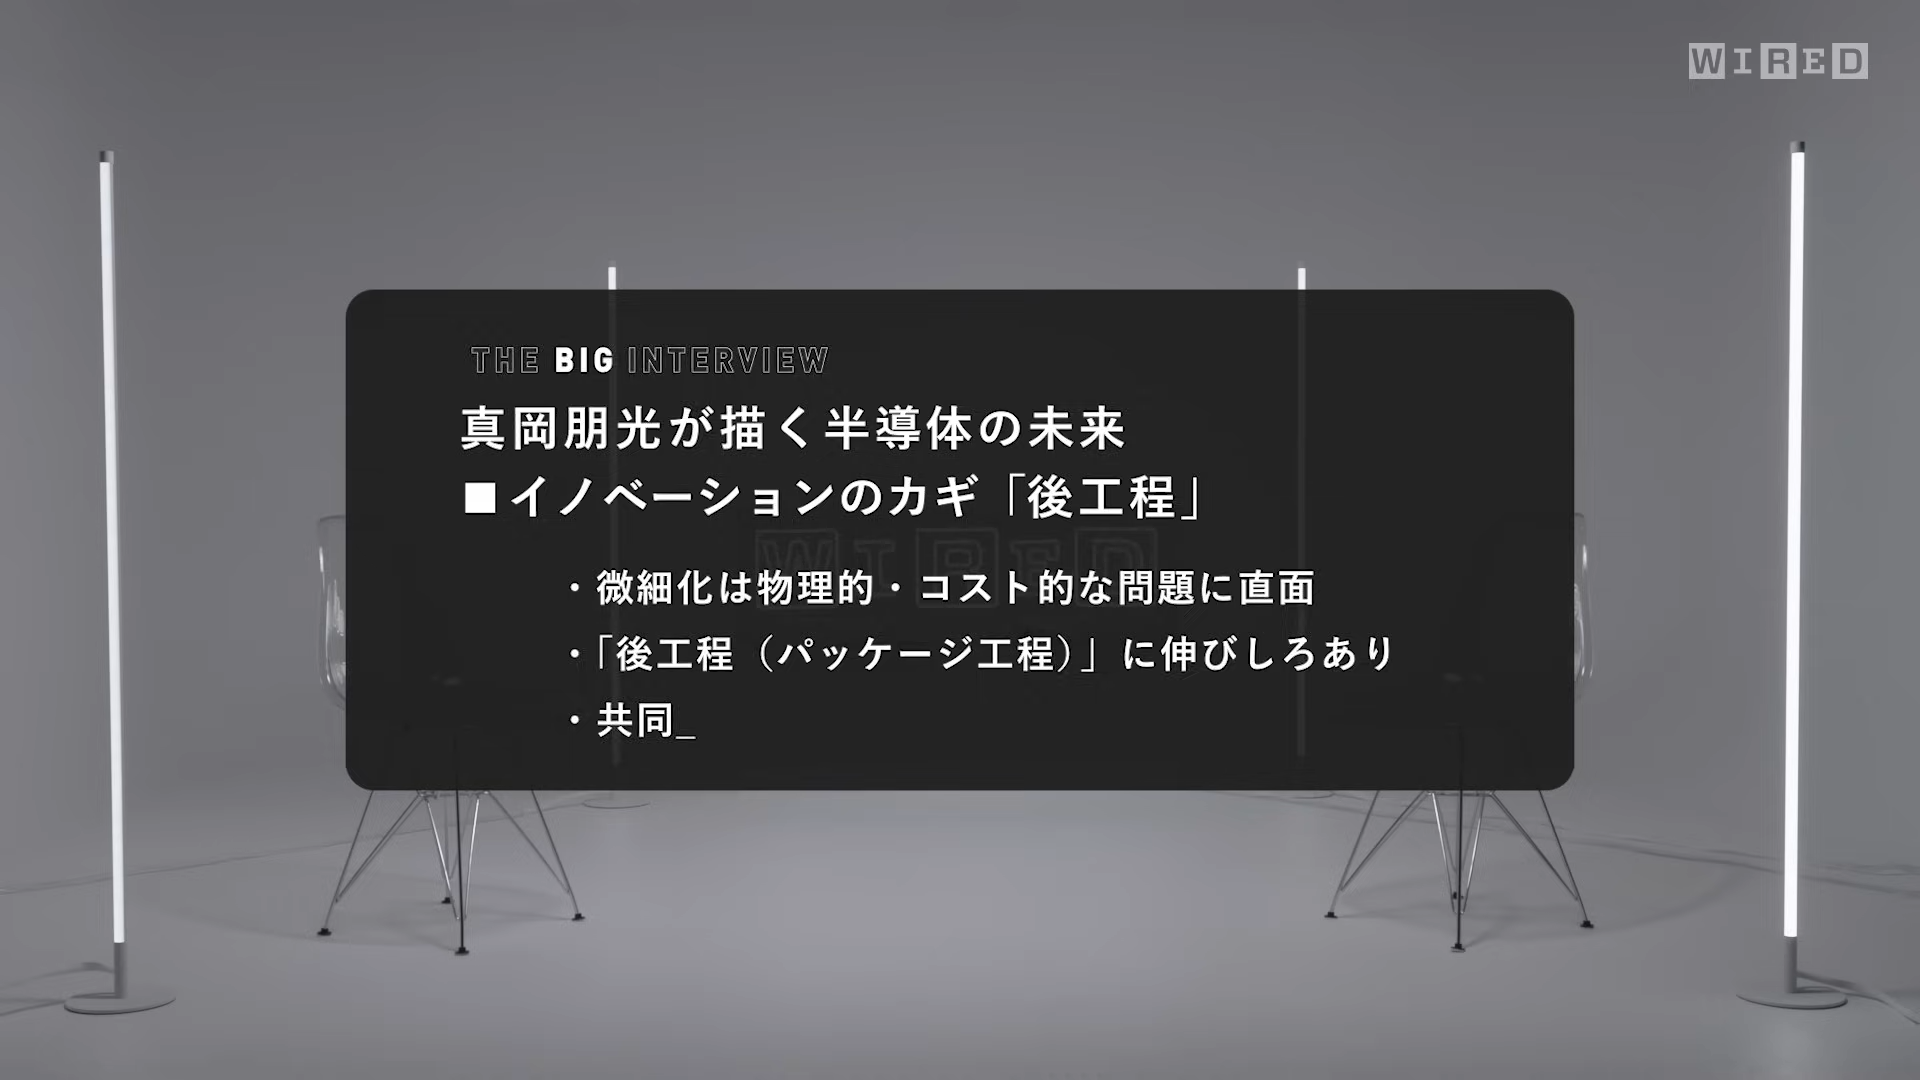 WIRED
THE BIG INTERVIEW
真岡朋光が描く半導体の未来
■イノベーションのカギ「後工程」
WIRED
・微細化は物理的・コスト的な問題に直面
・「後工程（パッケージ工程）」に伸びしろあり
・共同_